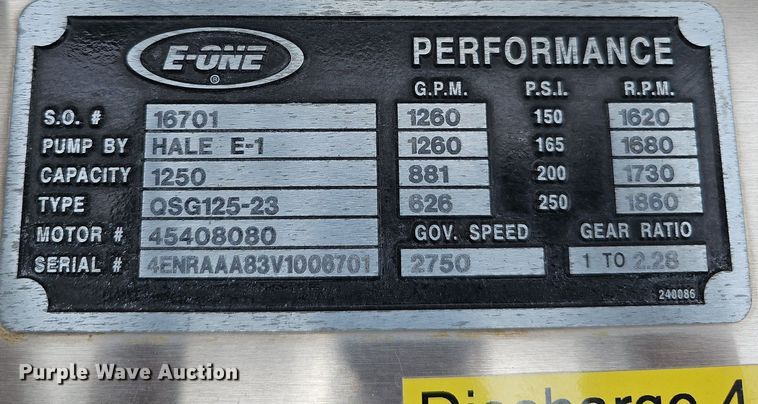 E-ONE ®
PERFORMANCE
G.P.M. P.S.I. R.P.M.
S.O. # 16701 1260 150 1620
PUMP BY HALE E-1 1260 165 1680
CAPACITY 1250 881 200 1730
TYPE QSG125-23 626 250 1860
MOTOR # 45408080 GOV. SPEED GEAR RATIO
SERIAL # 4ENRAAA83V1006701 2750 1 TO 2.28
240086
Purple Wave Auction
Discharge 4